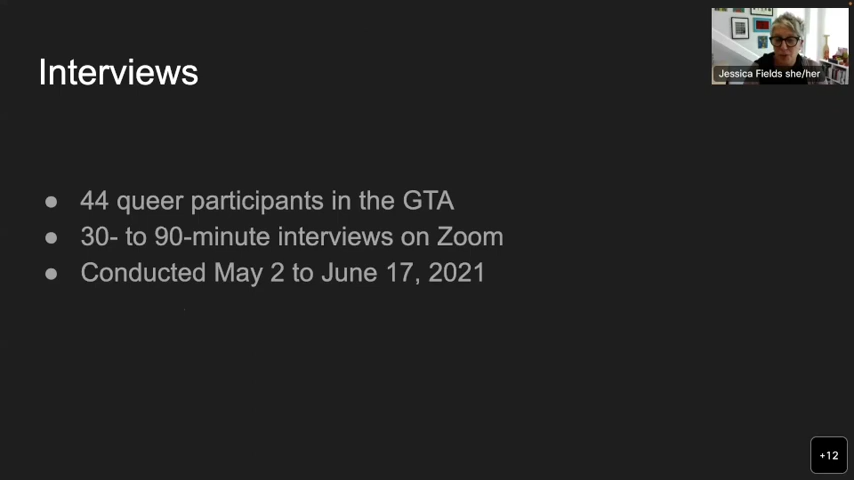 Interviews
Jessica Fields she/her
● 44 queer participants in the GTA
● 30- to 90-minute interviews on Zoom
● Conducted May 2 to June 17, 2021
+12